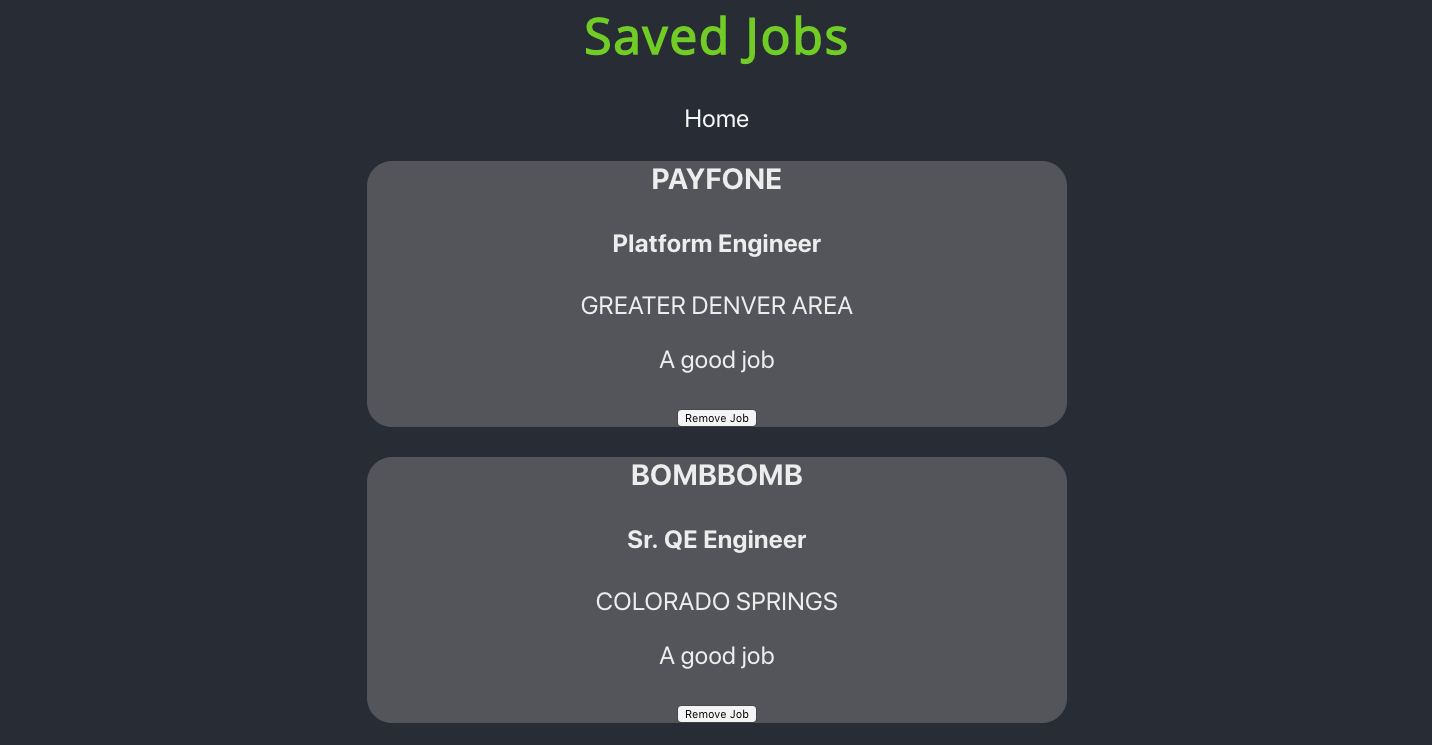 Saved Jobs
Home
PAYFONE
Platform Engineer
GREATER DENVER AREA
A good job
Remove Job
BOMBBOMB
Sr. QE Engineer
COLORADO SPRINGS
A good job
Remove Job